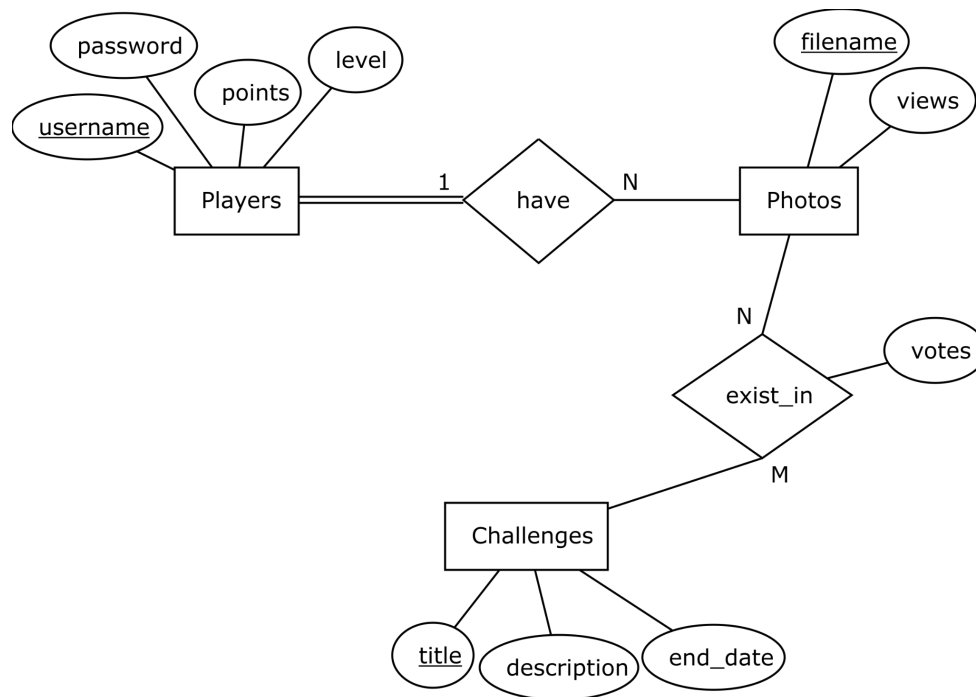 password
level
filename
points
views
username
Players
1
have
N
Photos
N
votes
exist_in
M
Challenges
title
description
end_date